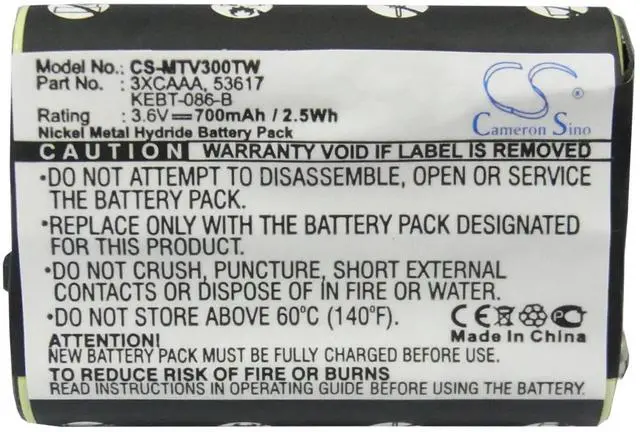 Model No.: CS-MTV300TW
Part No.: 3XCAAA, 53617
KEBT-086-B
Rating : 3.6V⎓700mAh / 2.5Wh
Nickel Metal Hydride Battery Pack
CS
Cameron Sino
CAUTION WARRANTY VOID IF LABEL IS REMOVED
•DO NOT ATTEMPT TO DISASSEMBLE, OPEN OR SERVICE
THE BATTERY PACK.
•REPLACE ONLY WITH THE BATTERY PACK DESIGNATED
FOR THIS PRODUCT.
•DO NOT CRUSH, PUNCTURE, SHORT EXTERNAL
CONTACTS OR DISPOSE OF IN FIRE OR WATER.
•DO NOT STORE ABOVE 60°C (140°F).
CE
PC
Made In China
ATTENTION:
NEW BATTERY PACK MUST BE FULLY CHARGED BEFORE USE.
TO REDUCE RISK OF FIRE OR BURNS
READ INSTRUCTIONS IN OPERATING GUIDE BEFORE USING.